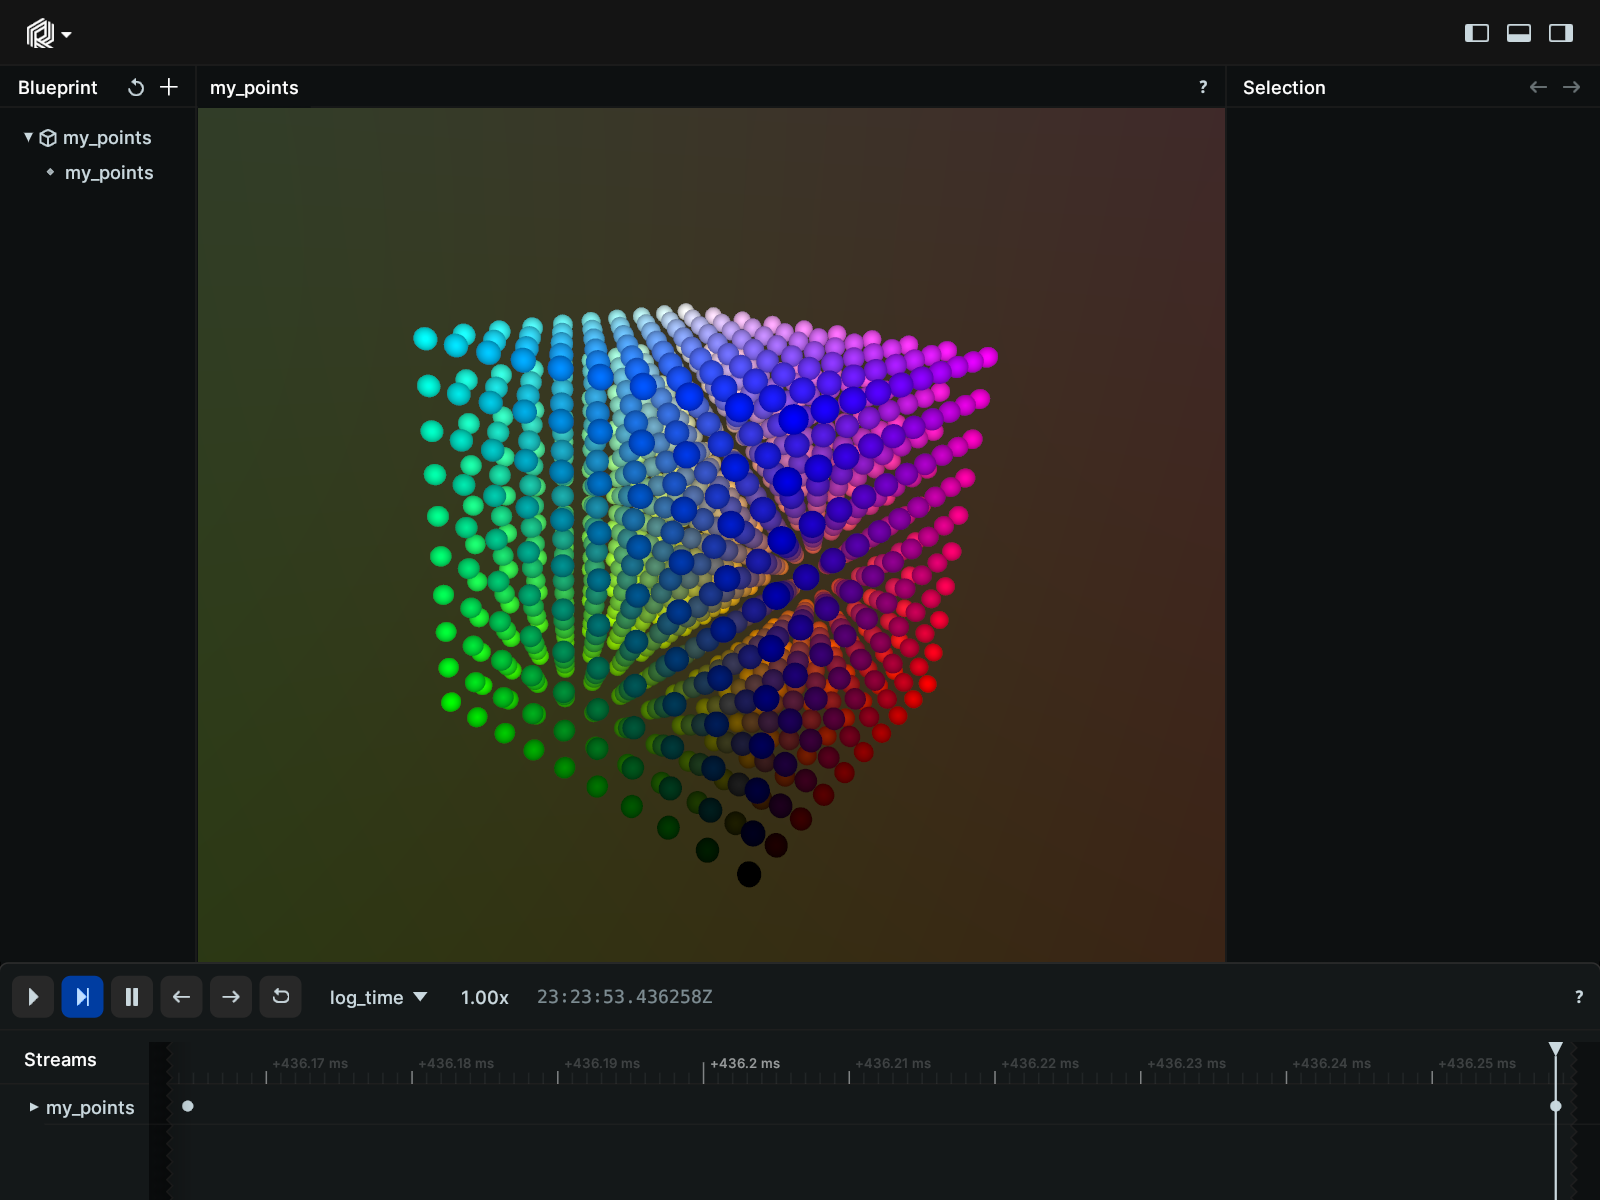 Blueprint
my_points
?
Selection
my_points
my_points
log_time
1.00x
23:23:53.436258Z
?
Streams
+436.17 ms
+436.18 ms
+436.19 ms
+436.2 ms
+436.21 ms
+436.22 ms
+436.23 ms
+436.24 ms
+436.25 ms
my_points